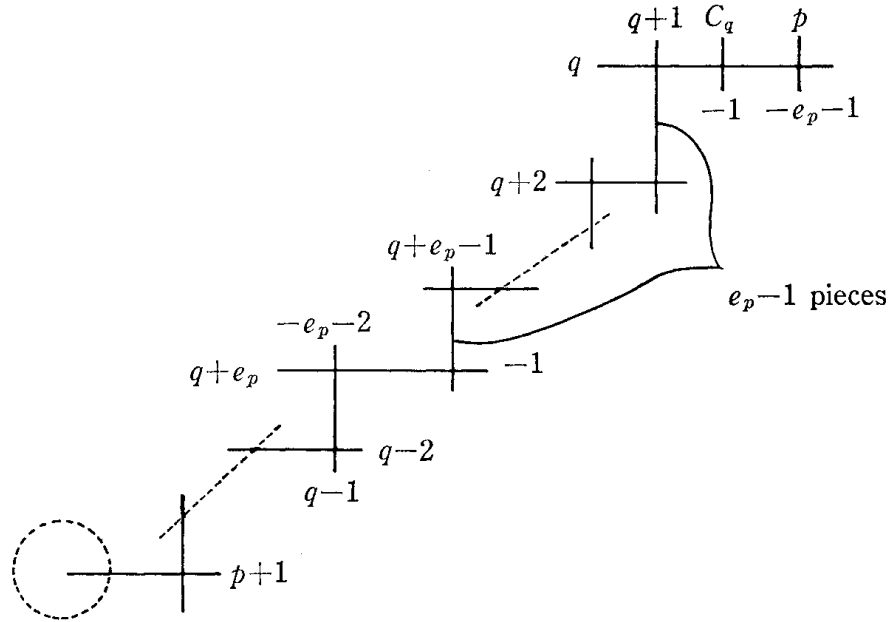 q+1 C_q p
q
−1 −e_p−1
q+2
q+e_p−1
e_p−1 pieces
−e_p−2
q+e_p −1
q−2
q−1
p+1